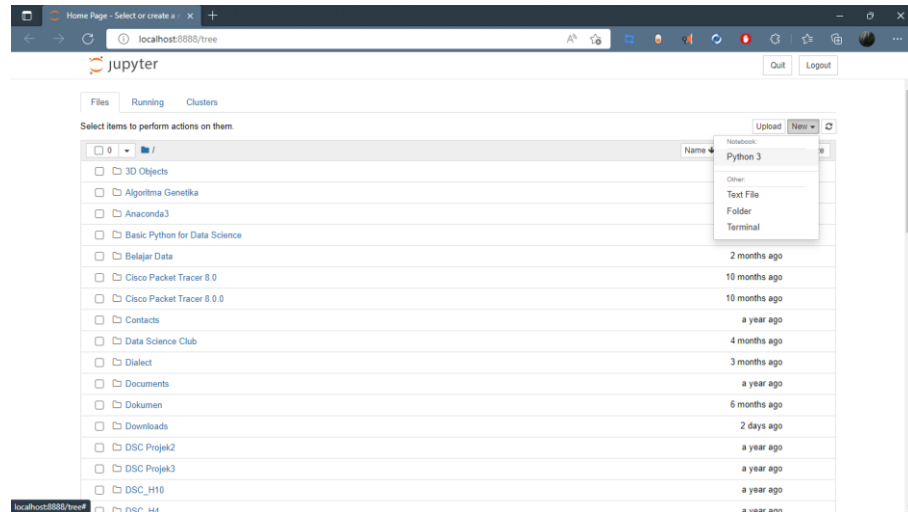 Home Page - Select or create a n
localhost:8888/tree
jupyter
Quit Logout
Files Running Clusters
Select items to perform actions on them.
Upload New
0 / Name
Notebook:
Python 3
Other:
Text File
Folder
Terminal
3D Objects
Algoritma Genetika
Anaconda3
Basic Python for Data Science
Belajar Data 2 months ago
Cisco Packet Tracer 8.0 10 months ago
Cisco Packet Tracer 8.0.0 10 months ago
Contacts a year ago
Data Science Club 4 months ago
Dialect 3 months ago
Documents a year ago
Dokumen 6 months ago
Downloads 2 days ago
DSC Projek2 a year ago
DSC Projek3 a year ago
DSC_H10 a year ago
DSC_H4 a year ago
localhost:8888/tree#